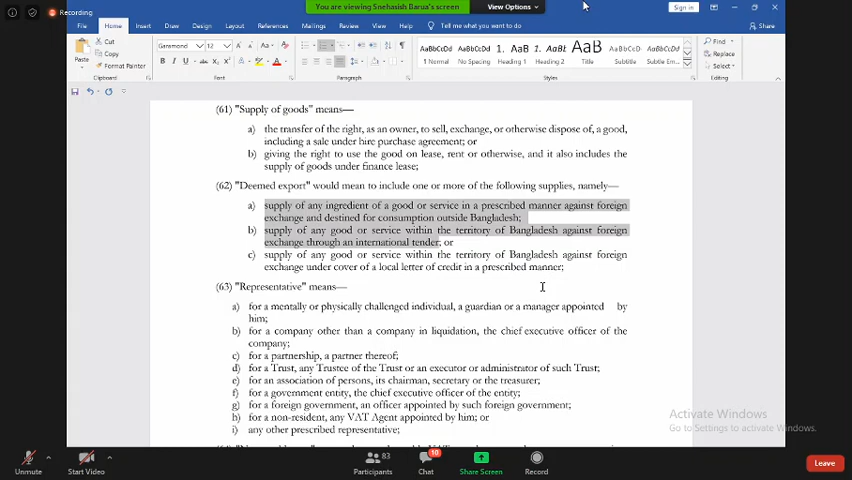 Recording
You are viewing Snehasish Barua's screen
View Options
Sign in
File Home Insert Draw Design Layout References Mailings Review View Help Tell me what you want to do Share
Paste
Cut
Copy
Format Painter
Clipboard
Garamond 12
Font
Paragraph
AaBbCcD AaBbCcD 1. AaB 1.1 AaBb AaB AaBbCcD AaBbCcD
1 Normal No Spacing Heading 1 Heading 2 Title Subtitle Subtle Em
Styles
Find
Replace
Select
Editing
(61) "Supply of goods" means—
a) the transfer of the right, as an owner, to sell, exchange, or otherwise dispose of, a good,
including a sale under hire purchase agreement; or
b) giving the right to use the good on lease, rent or otherwise, and it also includes the
supply of goods under finance lease;
(62) "Deemed export" would mean to include one or more of the following supplies, namely—
a) supply of any ingredient of a good or service in a prescribed manner against foreign
exchange and destined for consumption outside Bangladesh;
b) supply of any good or service within the territory of Bangladesh against foreign
exchange through an international tender; or
c) supply of any good or service within the territory of Bangladesh against foreign
exchange under cover of a local letter of credit in a prescribed manner;
(63) "Representative" means—
a) for a mentally or physically challenged individual, a guardian or a manager appointed by
him;
b) for a company other than a company in liquidation, the chief executive officer of the
company;
c) for a partnership, a partner thereof;
d) for a Trust, any Trustee of the Trust or an executor or administrator of such Trust;
e) for an association of persons, its chairman, secretary or the treasurer;
f) for a government entity, the chief executive officer of the entity;
g) for a foreign government, an officer appointed by such foreign government;
h) for a non-resident, any VAT Agent appointed by him; or
i) any other prescribed representative;
Activate Windows
Go to Settings to activate Windows.
Unmute
Start Video
83
Participants
10
Chat
Share Screen
Record
Leave